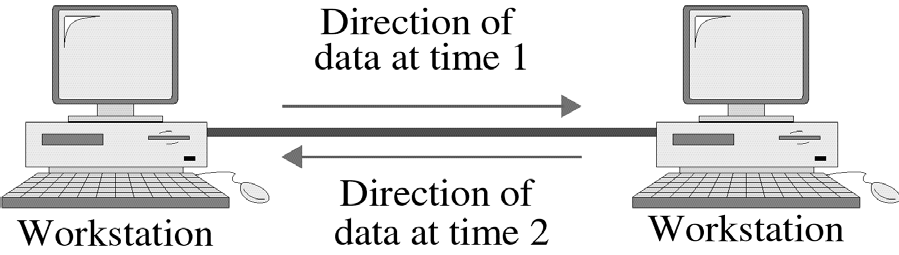 Direction of
data at time 1
Direction of
data at time 2
Workstation
Workstation